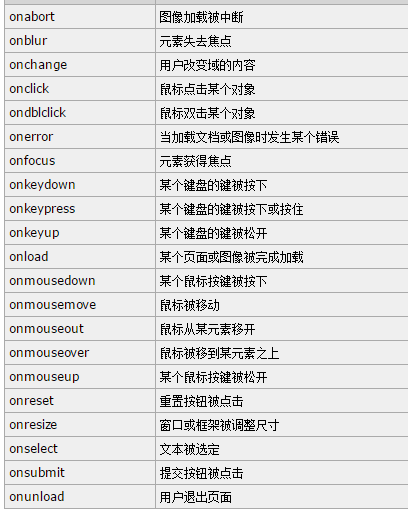 onabort 图像加载被中断
onblur 元素失去焦点
onchange 用户改变域的内容
onclick 鼠标点击某个对象
ondblclick 鼠标双击某个对象
onerror 当加载文档或图像时发生某个错误
onfocus 元素获得焦点
onkeydown 某个键盘的键被按下
onkeypress 某个键盘的键被按下或按住
onkeyup 某个键盘的键被松开
onload 某个页面或图像被完成加载
onmousedown 某个鼠标按键被按下
onmousemove 鼠标被移动
onmouseout 鼠标从某元素移开
onmouseover 鼠标被移到某元素之上
onmouseup 某个鼠标按键被松开
onreset 重置按钮被点击
onresize 窗口或框架被调整尺寸
onselect 文本被选定
onsubmit 提交按钮被点击
onunload 用户退出页面